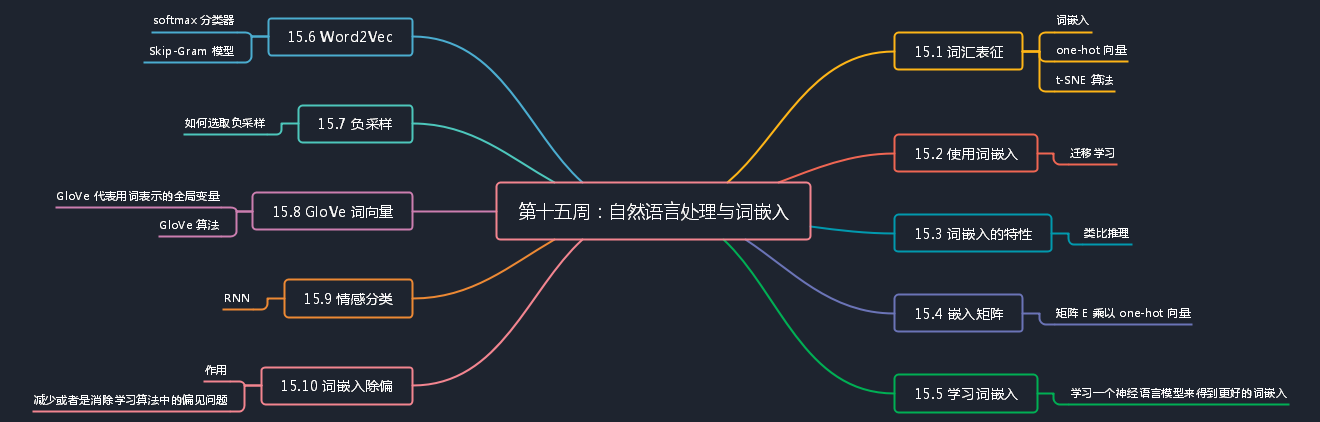 第十五周：自然语言处理与词嵌入
15.1 词汇表征
词嵌入
one-hot 向量
t-SNE 算法
15.2 使用词嵌入
迁移学习
15.3 词嵌入的特性
类比推理
15.4 嵌入矩阵
矩阵 E 乘以 one-hot 向量
15.5 学习词嵌入
学习一个神经语言模型来得到更好的词嵌入
15.6 Word2Vec
softmax 分类器
Skip-Gram 模型
15.7 负采样
如何选取负采样
15.8 GloVe 词向量
GloVe 代表用词表示的全局变量
GloVe 算法
15.9 情感分类
RNN
15.10 词嵌入除偏
作用
减少或者是消除学习算法中的偏见问题